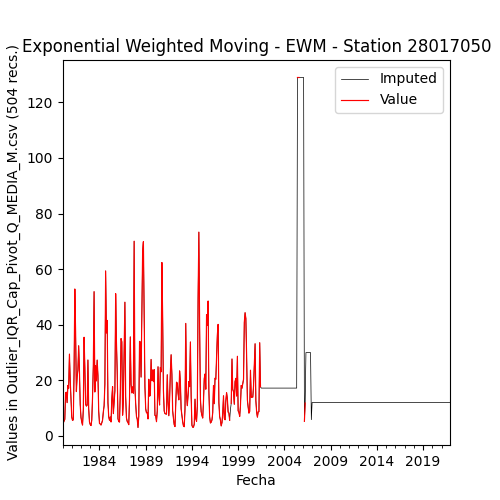 Exponential Weighted Moving - EWM - Station 28017050
Values in Outlier_IQR_Cap_Pivot_Q_MEDIA_M.csv (504 recs.)
Imputed
Value
120
100
80
60
40
20
0
1984 1989 1994 1999 2004 2009 2014 2019
Fecha